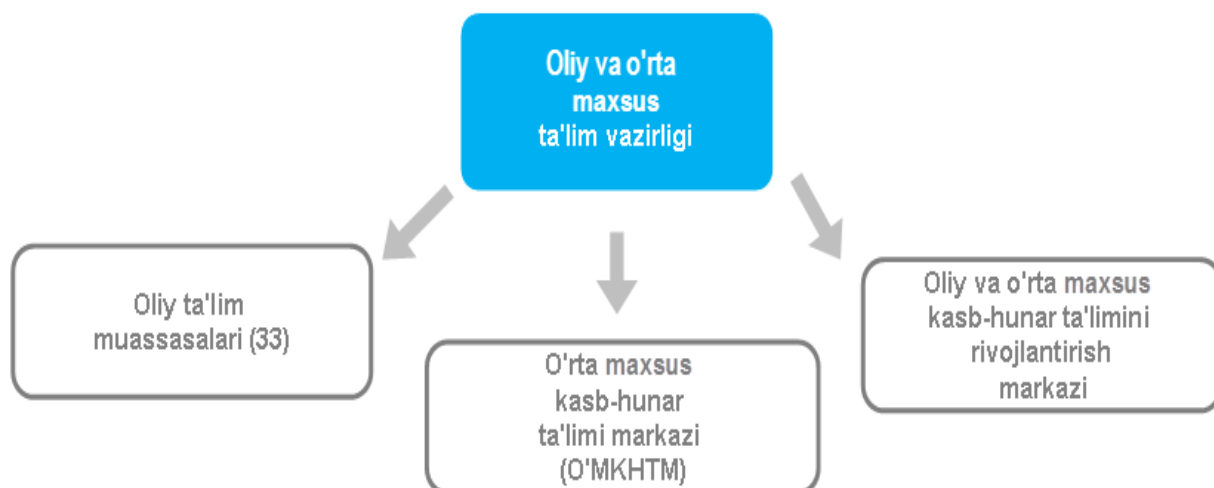 Oliy va o'rta
maxsus
ta'lim vazirligi
Oliy ta'lim
muassasalari (33)
O'rta maxsus
kasb-hunar
ta'limi markazi
(O'MKHTM)
Oliy va o'rta maxsus
kasb-hunar ta'limini
rivojlantirish
markazi